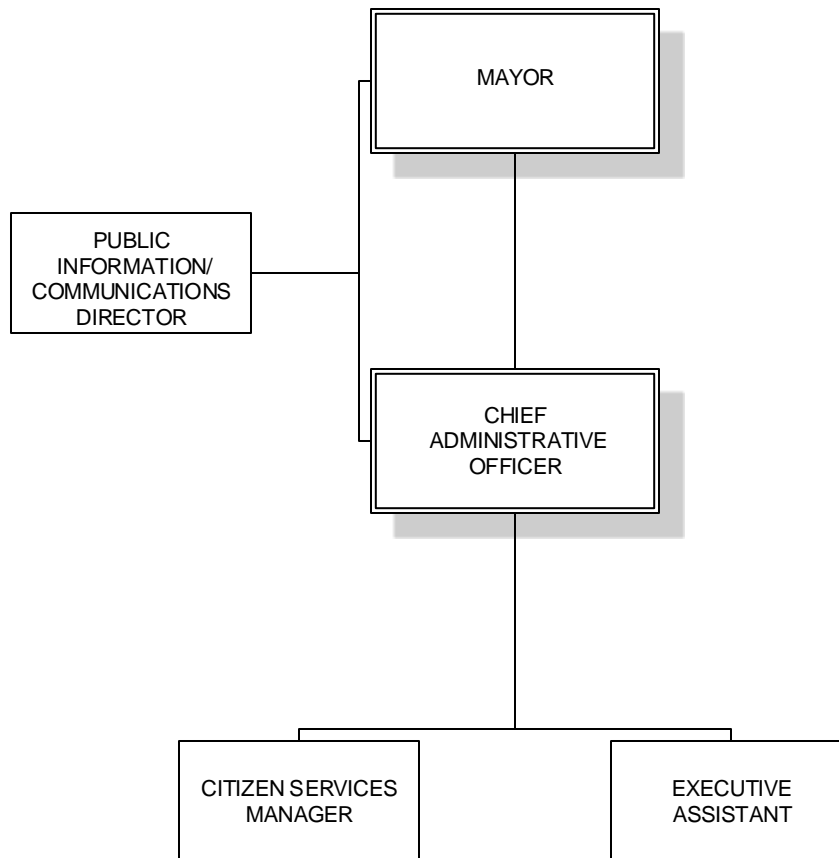 MAYOR
PUBLIC
INFORMATION/
COMMUNICATIONS
DIRECTOR
CHIEF
ADMINISTRATIVE
OFFICER
CITIZEN SERVICES
MANAGER
EXECUTIVE
ASSISTANT